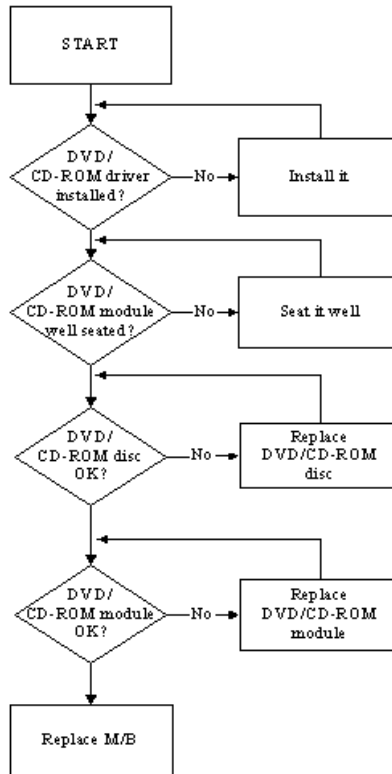 START
DVD/
CD-ROM driver
installed?
No
Install it
DVD/
CD-ROM module
well seated?
No
Seat it well
DVD/
CD-ROM disc
OK?
No
Replace
DVD/CD-ROM
disc
DVD/
CD-ROM module
OK?
No
Replace
DVD/CD-ROM
module
Replace M/B